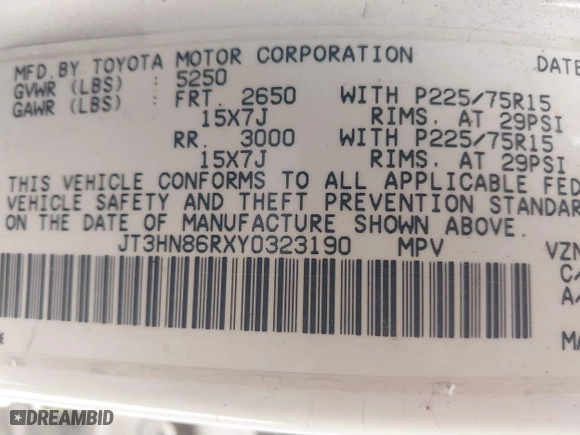 MFD.BY TOYOTA MOTOR CORPORATION DATE
GVWR (LBS) : 5250
GAWR (LBS) : FRT. 2650 WITH P225/75R15
15X7J RIMS. AT 29PSI
RR. 3000 WITH P225/75R15
15X7J RIMS. AT 29PSI
THIS VEHICLE CONFORMS TO ALL APPLICABLE FED
VEHICLE SAFETY AND THEFT PREVENTION STANDAR
ON THE DATE OF MANUFACTURE SHOWN ABOVE.
JT3HN86RXY0323190 MPV VZN
C/
A/
*
MA
DREAMBID